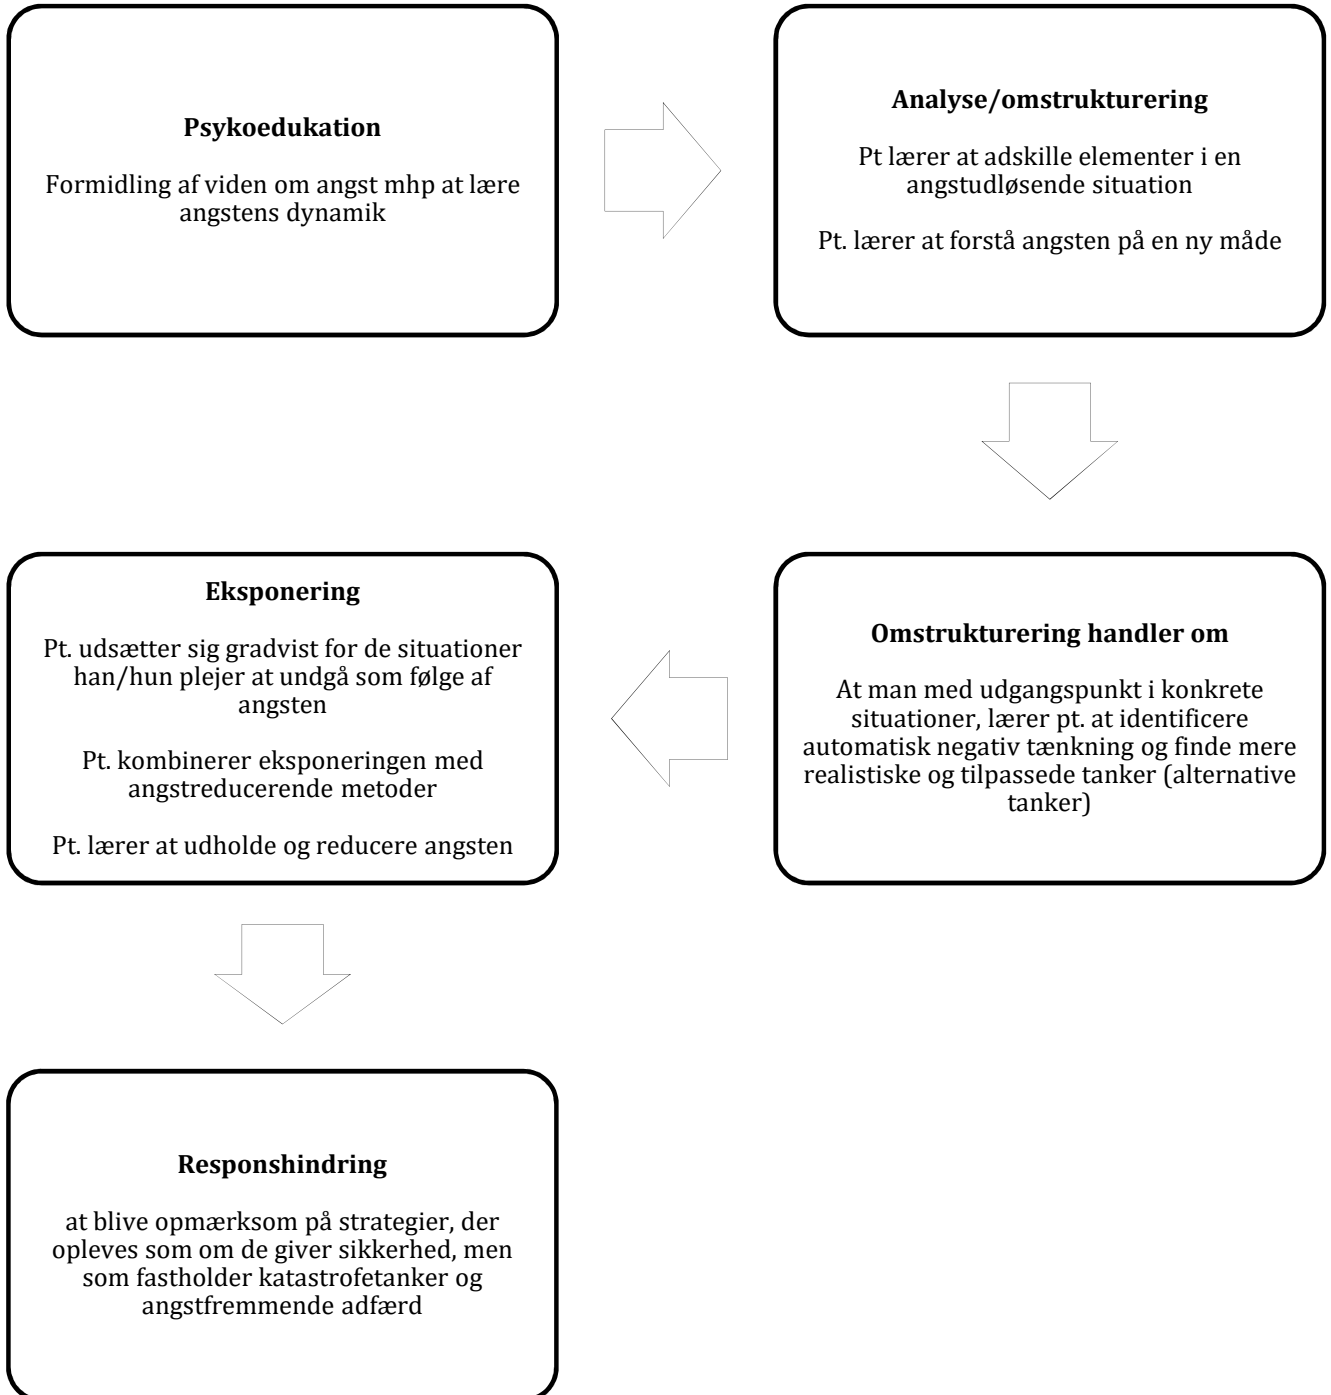 Psykoedukation
Formidling af viden om angst mhp at lære
angstens dynamik
Analyse/omstrukturering
Pt lærer at adskille elementer i en
angstudløsende situation
Pt. lærer at forstå angsten på en ny måde
Omstrukturering handler om
At man med udgangspunkt i konkrete
situationer, lærer pt. at identificere
automatisk negativ tænkning og finde mere
realistiske og tilpassede tanker (alternative
tanker)
Eksponering
Pt. udsætter sig gradvist for de situationer
han/hun plejer at undgå som følge af
angsten
Pt. kombinerer eksponeringen med
angstreducerende metoder
Pt. lærer at udholde og reducere angsten
Responshindring
at blive opmærksom på strategier, der
opleves som om de giver sikkerhed, men
som fastholder katastrofetanker og
angstfremmende adfærd